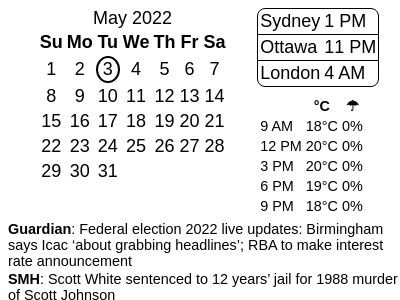 May 2022
Su Mo Tu We Th Fr Sa
1 2 3 4 5 6 7
8 9 10 11 12 13 14
15 16 17 18 19 20 21
22 23 24 25 26 27 28
29 30 31
Sydney 1 PM
Ottawa 11 PM
London 4 AM
°C ☂
9 AM 18°C 0%
12 PM 20°C 0%
3 PM 20°C 0%
6 PM 19°C 0%
9 PM 18°C 0%
Guardian: Federal election 2022 live updates: Birmingham
says Icac ‘about grabbing headlines’; RBA to make interest
rate announcement
SMH: Scott White sentenced to 12 years’ jail for 1988 murder
of Scott Johnson